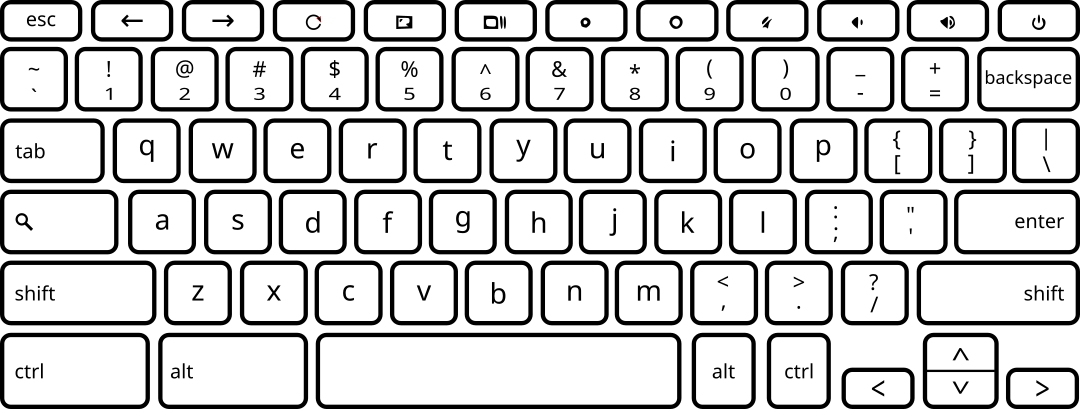 esc ← →
~ ! @ # $ % ^ & * ( ) _ +
` 1 2 3 4 5 6 7 8 9 0 - = backspace
tab q w e r t y u i o p { } |
[ ] \
a s d f g h j k l : " enter
; '
shift z x c v b n m < > ? shift
, . /
ctrl alt alt ctrl < ^ v >